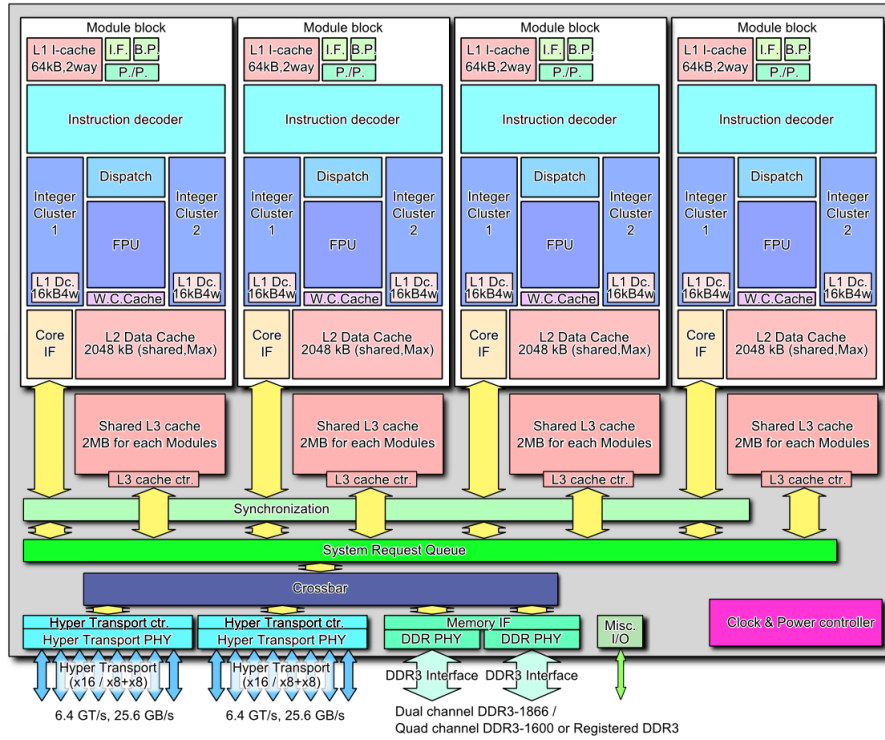 Module block
L1 I-cache
64kB,2way
I.F.
B.P.
P./P.
Instruction decoder
Integer
Cluster
1
Dispatch
FPU
Integer
Cluster
2
L1 Dc.
16kB4w
W.C.Cache
L1 Dc.
16kB4w
Core
IF
L2 Data Cache
2048 kB (shared,Max)
Module block
L1 I-cache
64kB,2way
I.F.
B.P.
P./P.
Instruction decoder
Integer
Cluster
1
Dispatch
FPU
Integer
Cluster
2
L1 Dc.
16kB4w
W.C.Cache
L1 Dc.
16kB4w
Core
IF
L2 Data Cache
2048 kB (shared,Max)
Module block
L1 I-cache
64kB,2way
I.F.
B.P.
P./P.
Instruction decoder
Integer
Cluster
1
Dispatch
FPU
Integer
Cluster
2
L1 Dc.
16kB4w
W.C.Cache
L1 Dc.
16kB4w
Core
IF
L2 Data Cache
2048 kB (shared,Max)
Module block
L1 I-cache
64kB,2way
I.F.
B.P.
P./P.
Instruction decoder
Integer
Cluster
1
Dispatch
FPU
Integer
Cluster
2
L1 Dc.
16kB4w
W.C.Cache
L1 Dc.
16kB4w
Core
IF
L2 Data Cache
2048 kB (shared,Max)
Shared L3 cache
2MB for each Modules
L3 cache ctr.
Shared L3 cache
2MB for each Modules
L3 cache ctr.
Shared L3 cache
2MB for each Modules
L3 cache ctr.
Shared L3 cache
2MB for each Modules
L3 cache ctr.
Synchronization
System Request Queue
Crossbar
Hyper Transport ctr.
Hyper Transport PHY
Hyper Transport
(x16 / x8+x8)
6.4 GT/s, 25.6 GB/s
Hyper Transport ctr.
Hyper Transport PHY
Hyper Transport
(x16 / x8+x8)
6.4 GT/s, 25.6 GB/s
Memory IF
DDR PHY
DDR PHY
DDR3 Interface
DDR3 Interface
Dual channel DDR3-1866 /
Quad channel DDR3-1600 or Registered DDR3
Misc.
I/O
Clock & Power controller